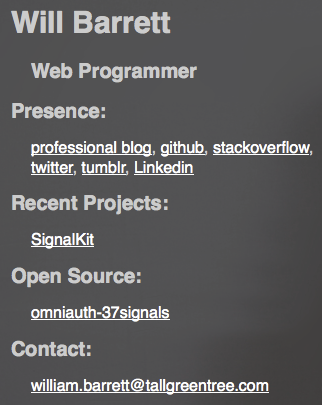 Will Barrett
Web Programmer
Presence:
professional blog, github, stackoverflow,
twitter, tumblr, Linkedin
Recent Projects:
SignalKit
Open Source:
omniauth-37signals
Contact:
william.barrett@tallgreentree.com